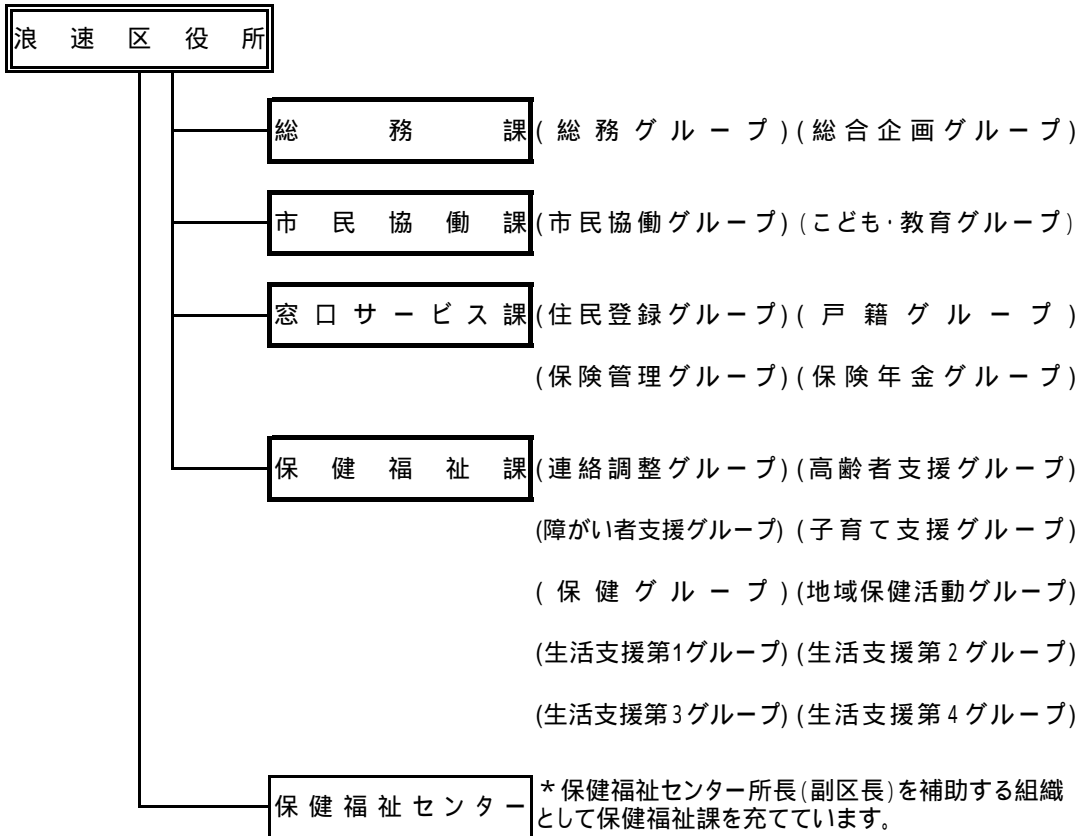 浪速区役所
総務課(総務グループ)(総合企画グループ)
市民協働課(市民協働グループ)(こども・教育グループ)
窓口サービス課(住民登録グループ)(戸籍グループ)
(保険管理グループ)(保険年金グループ)
保健福祉課(連絡調整グループ)(高齢者支援グループ)
(障がい者支援グループ)(子育て支援グループ)
(保健グループ)(地域保健活動グループ)
(生活支援第1グループ)(生活支援第2グループ)
(生活支援第3グループ)(生活支援第4グループ)
保健福祉センター
*保健福祉センター所長(副区長)を補助する組織
として保健福祉課を充てています。